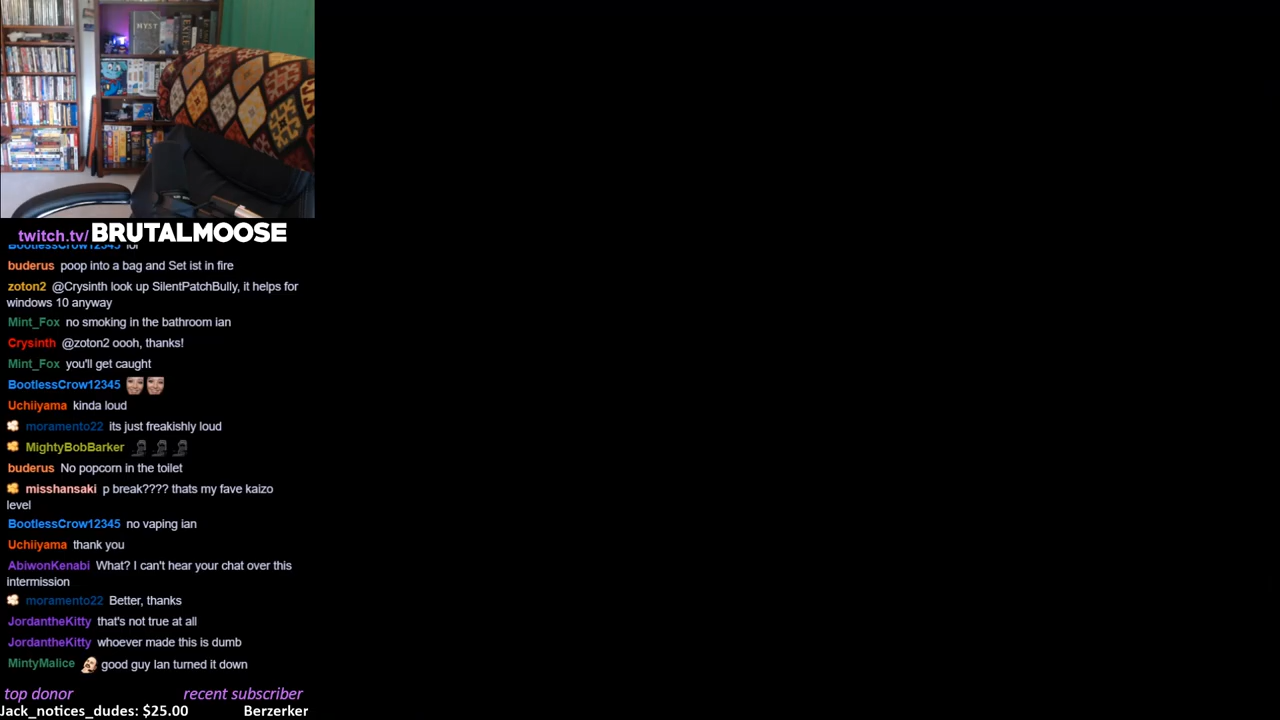 MYST
EXILE
twitch.tv/BRUTALMOOSE
BootlessCrow12345 lol
buderus poop into a bag and Set ist in fire
zoton2 @Crysinth look up SilentPatchBully, it helps for
windows 10 anyway
Mint_Fox no smoking in the bathroom ian
Crysinth @zoton2 oooh, thanks!
Mint_Fox you'll get caught
BootlessCrow12345
Uchiiyama kinda loud
moramento22 its just freakishly loud
MightyBobBarker
buderus No popcorn in the toilet
misshansaki p break???? thats my fave kaizo
level
BootlessCrow12345 no vaping ian
Uchiiyama thank you
AbiwonKenabi What? I can't hear your chat over this
intermission
moramento22 Better, thanks
JordantheKitty that's not true at all
JordantheKitty whoever made this is dumb
MintyMalice good guy Ian turned it down
top donor recent subscriber
Jack_notices_dudes: $25.00 Berzerker